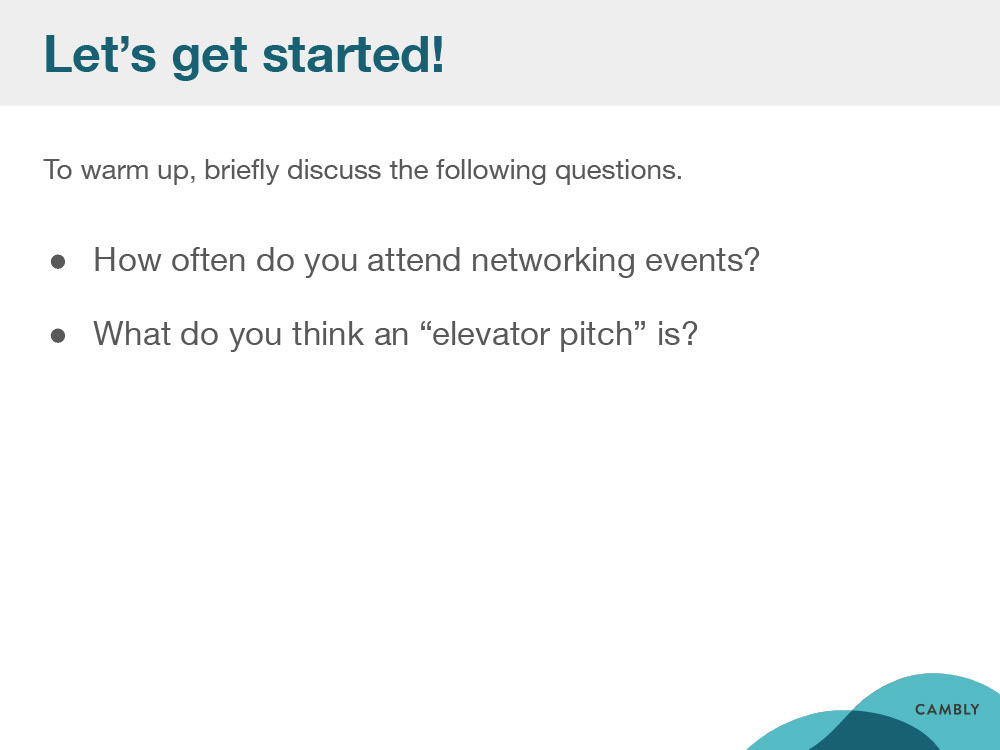 Let’s get started!
To warm up, briefly discuss the following questions.
● How often do you attend networking events?
● What do you think an “elevator pitch” is?
CAMBLY